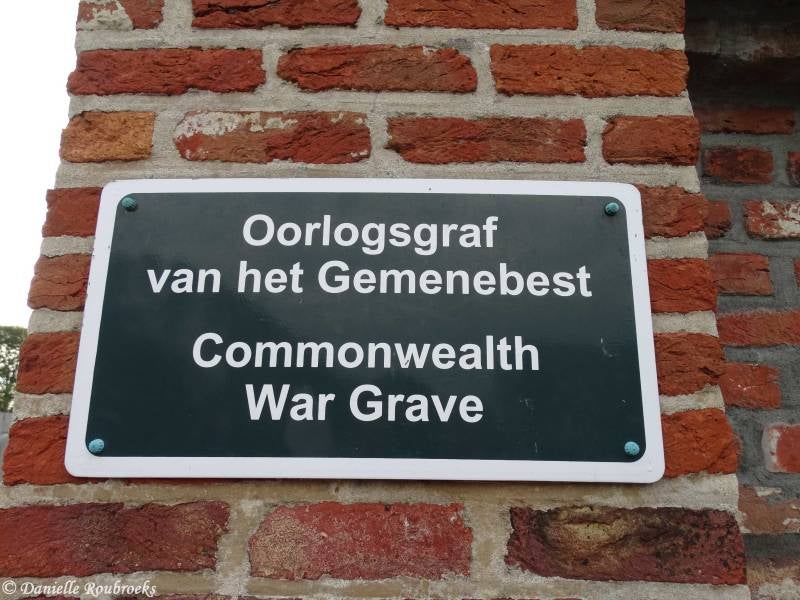 Oorlogsgraf
van het Gemenebest
Commonwealth
War Grave
© Danielle Roubroeks